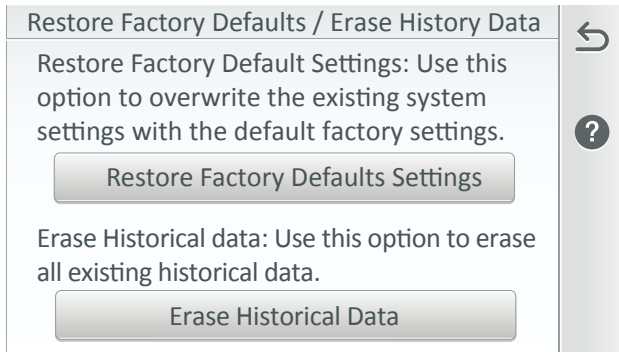 Restore Factory Defaults / Erase History Data
Restore Factory Default Settings: Use this
option to overwrite the existing system
settings with the default factory settings.
Restore Factory Defaults Settings
Erase Historical data: Use this option to erase
all existing historical data.
Erase Historical Data
?